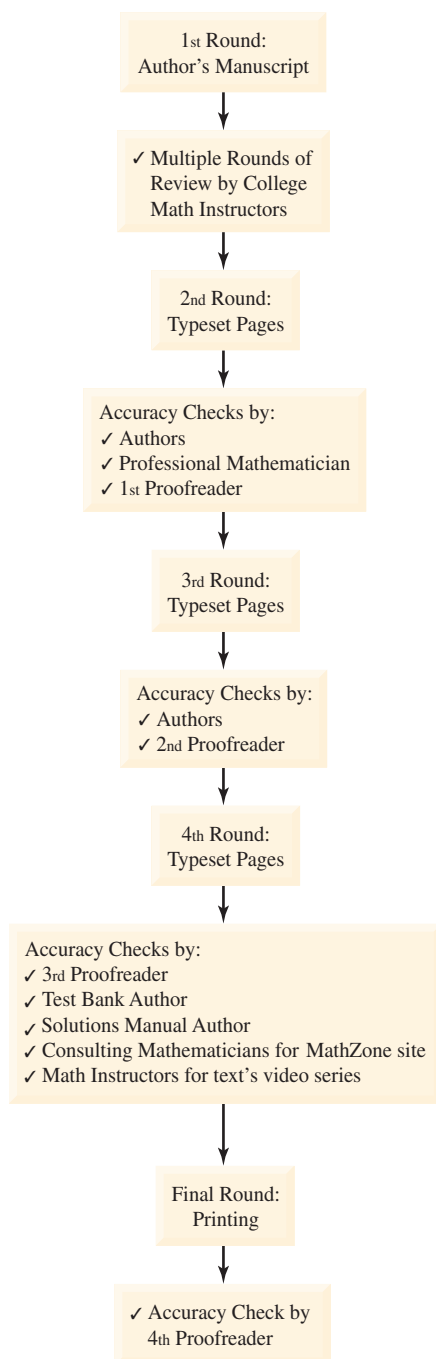 1st Round:
Author's Manuscript
✓ Multiple Rounds of
Review by College
Math Instructors
2nd Round:
Typeset Pages
Accuracy Checks by:
✓ Authors
✓ Professional Mathematician
✓ 1st Proofreader
3rd Round:
Typeset Pages
Accuracy Checks by:
✓ Authors
✓ 2nd Proofreader
4th Round:
Typeset Pages
Accuracy Checks by:
✓ 3rd Proofreader
✓ Test Bank Author
✓ Solutions Manual Author
✓ Consulting Mathematicians for MathZone site
✓ Math Instructors for text's video series
Final Round:
Printing
✓ Accuracy Check by
4th Proofreader